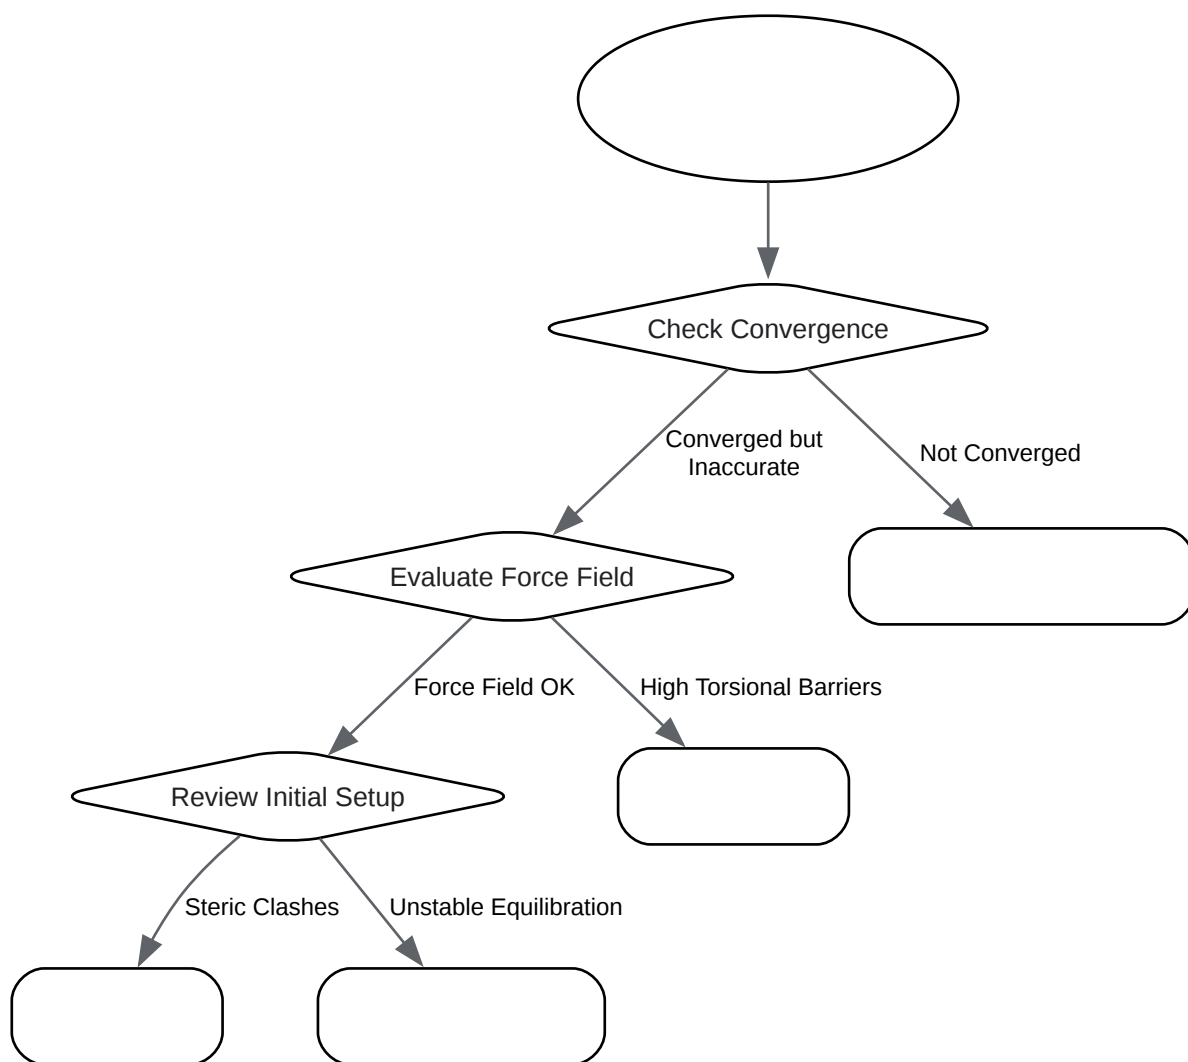 Check Convergence
Converged but
Inaccurate
Not Converged
Evaluate Force Field
Force Field OK
High Torsional Barriers
Review Initial Setup
Steric Clashes
Unstable Equilibration